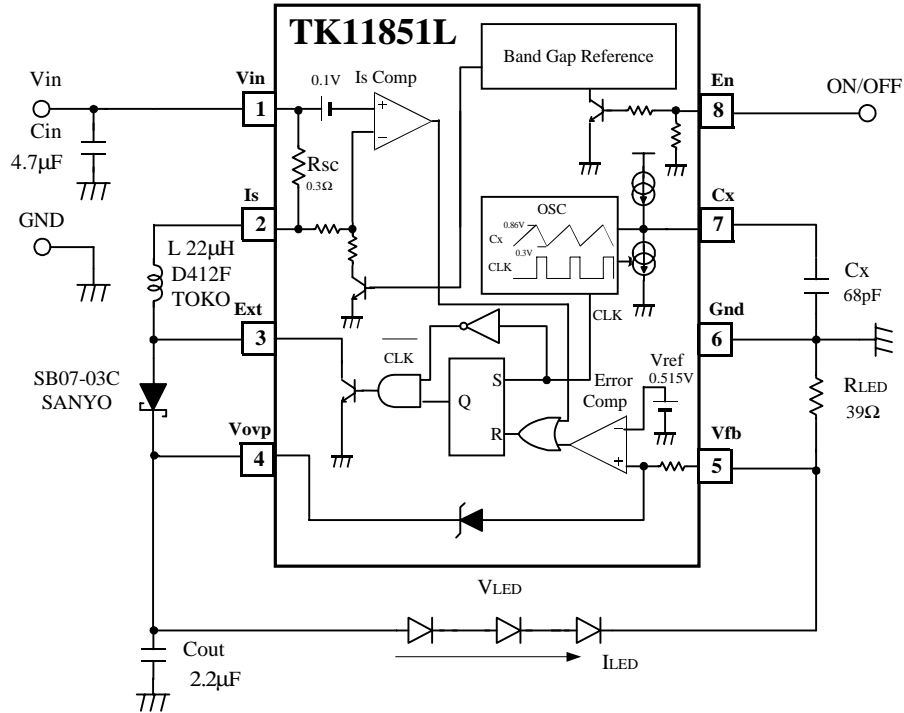 TK11851L
Band Gap Reference
Vin
Vin
1
0.1V
Is Comp
+
−
En
8
ON/OFF
Cin
4.7µF
Rsc
0.3Ω
Is
2
GND
L 22µH
D412F
TOKO
OSC
0.86V
Cx
0.3V
CLK
Cx
7
Cx
68pF
Ext
3
CLK
CLK
Gnd
6
SB07-03C
SANYO
S
Q
R
Error
Comp
−
+
Vref
0.515V
RLED
39Ω
Vovp
4
Vfb
5
VLED
ILED
Cout
2.2µF